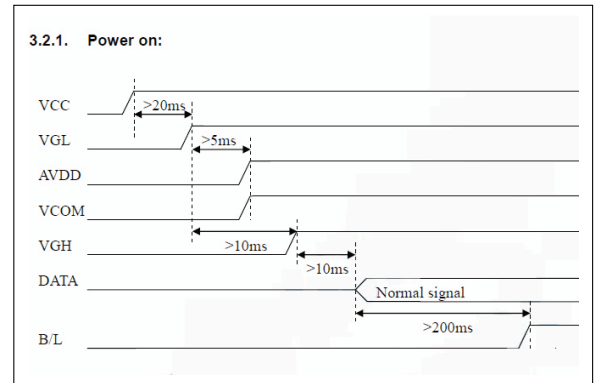 3.2.1. Power on:
VCC
>20ms
VGL
>5ms
AVDD
VCOM
VGH
>10ms
>10ms
DATA
Normal signal
>200ms
B/L